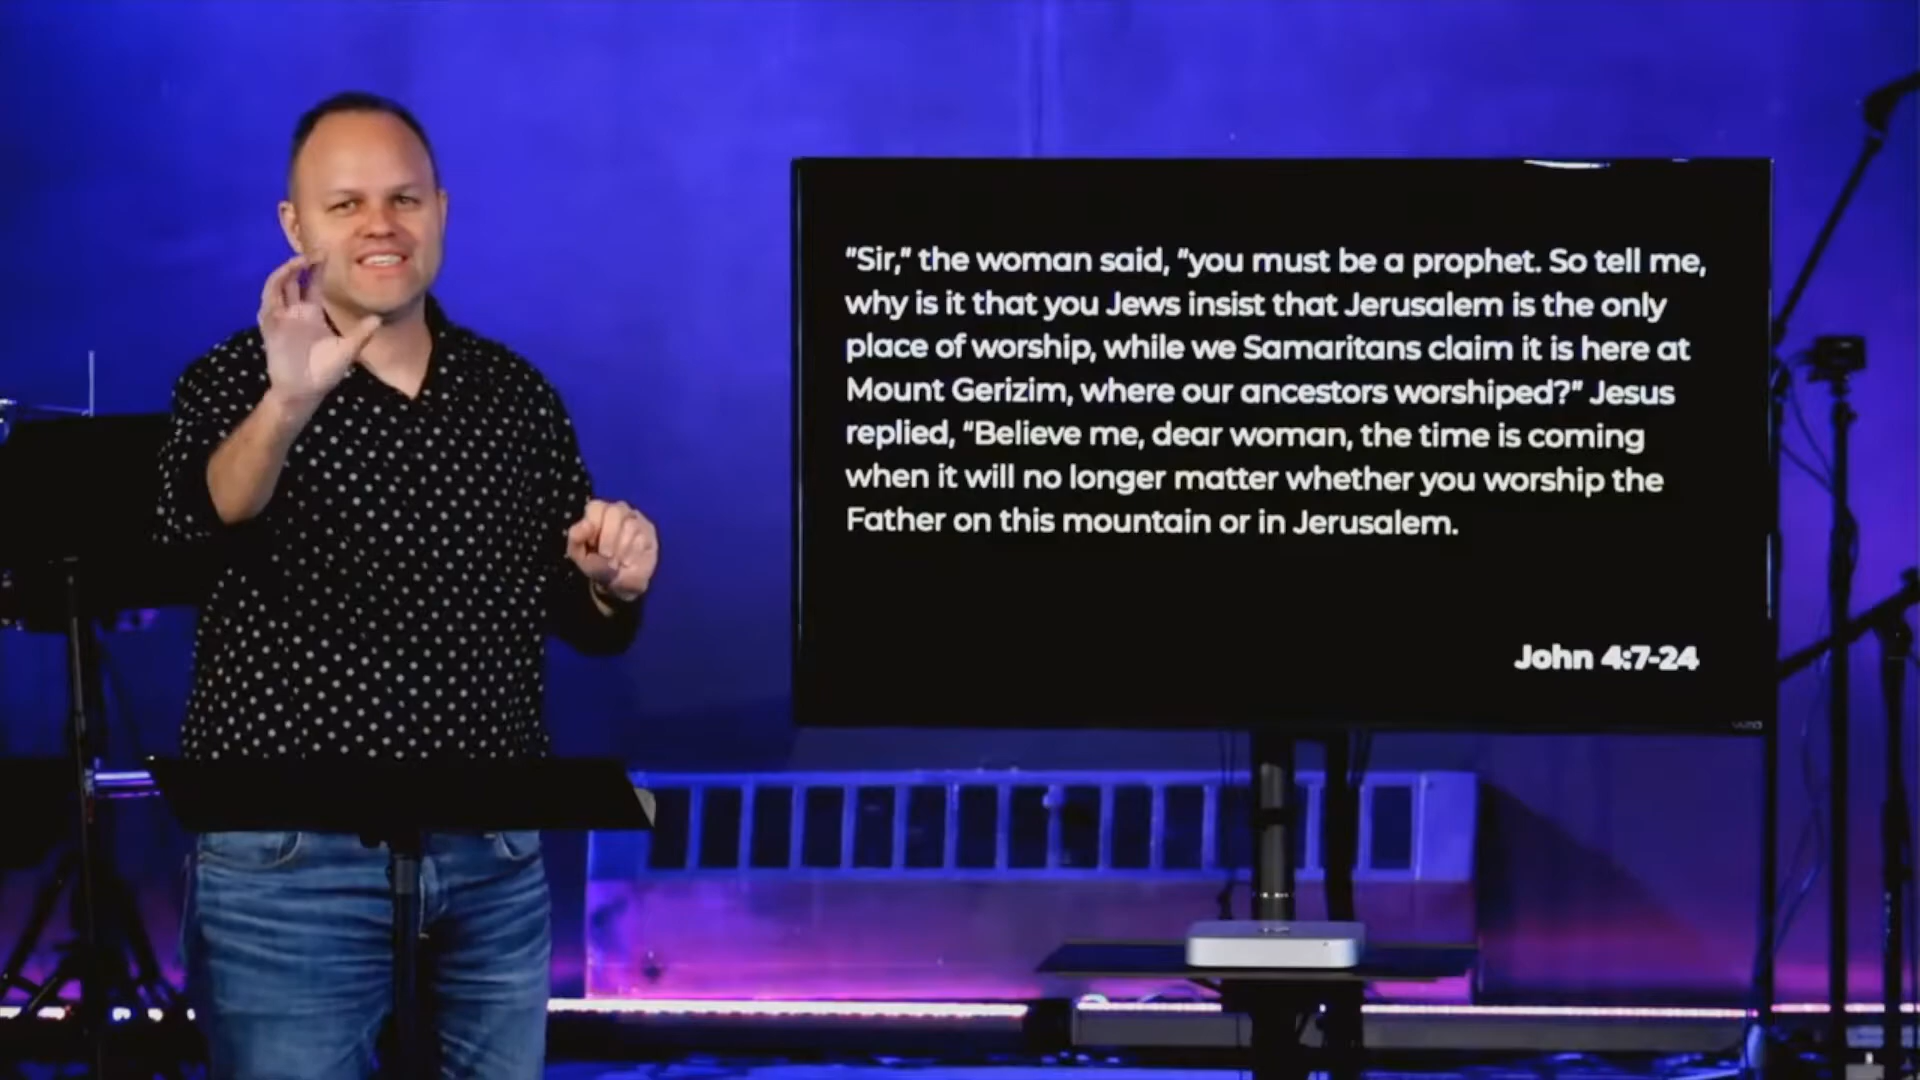 "Sir," the woman said, "you must be a prophet. So tell me,
why is it that you Jews insist that Jerusalem is the only
place of worship, while we Samaritans claim it is here at
Mount Gerizim, where our ancestors worshiped?" Jesus
replied, "Believe me, dear woman, the time is coming
when it will no longer matter whether you worship the
Father on this mountain or in Jerusalem.
John 4:7-24